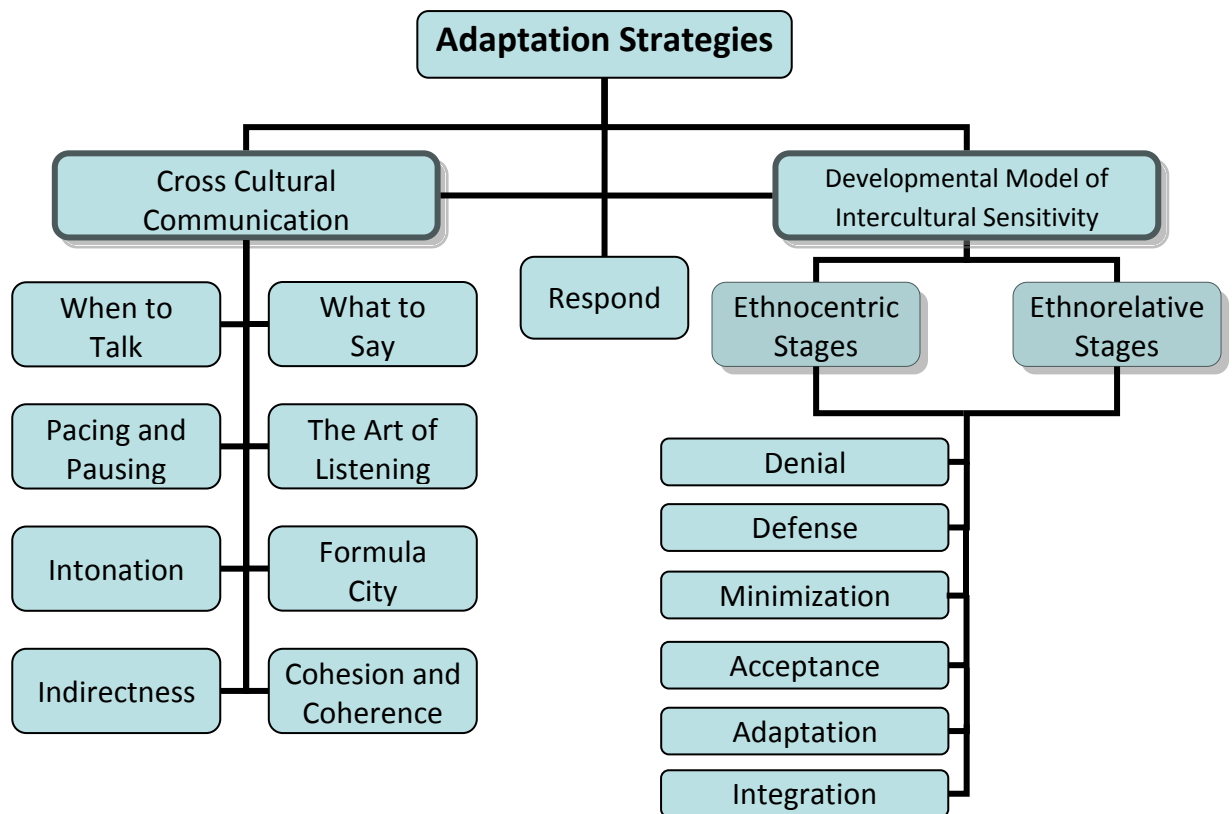 Adaptation Strategies
Cross Cultural
Communication
Developmental Model of
Intercultural Sensitivity
Respond
When to
Talk
What to
Say
Pacing and
Pausing
The Art of
Listening
Intonation
Formula
City
Indirectness
Cohesion and
Coherence
Ethnocentric
Stages
Ethnorelative
Stages
Denial
Defense
Minimization
Acceptance
Adaptation
Integration